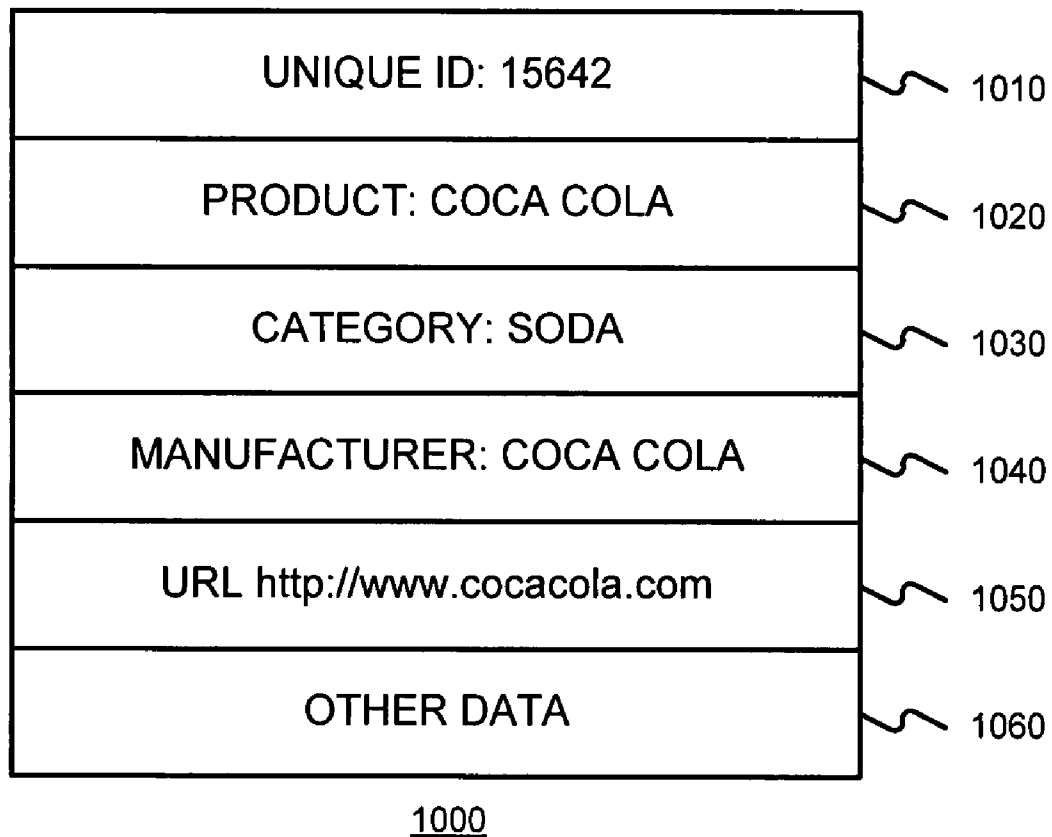 UNIQUE ID: 15642 1010
PRODUCT: COCA COLA 1020
CATEGORY: SODA 1030
MANUFACTURER: COCA COLA 1040
URL http://www.cocacola.com 1050
OTHER DATA 1060
1000